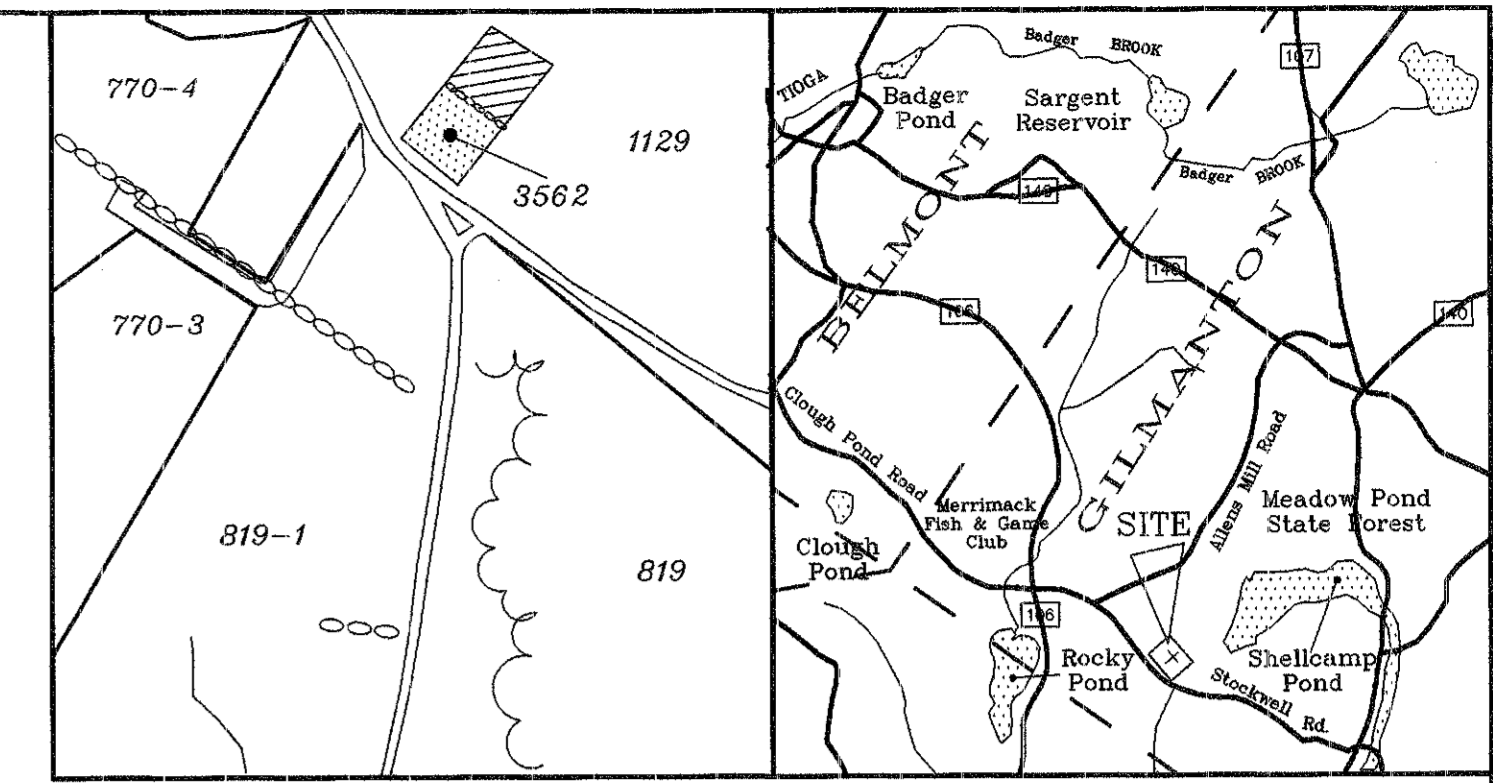 770-4
1129
3562
770-3
819-1
819
Badger BROOK
107
TIOGA
Badger
Pond
Sargent
Reservoir
Badger BROOK
140
BELMONT
140
106
140
GILMANTON
Clough Pond Road
Allens Mill Road
Merrimack
Fish & Game
Club
Meadow Pond
State Forest
SITE
Clough
Pond
106
Rocky
Pond
Shellcamp
Pond
Stockwell Rd.